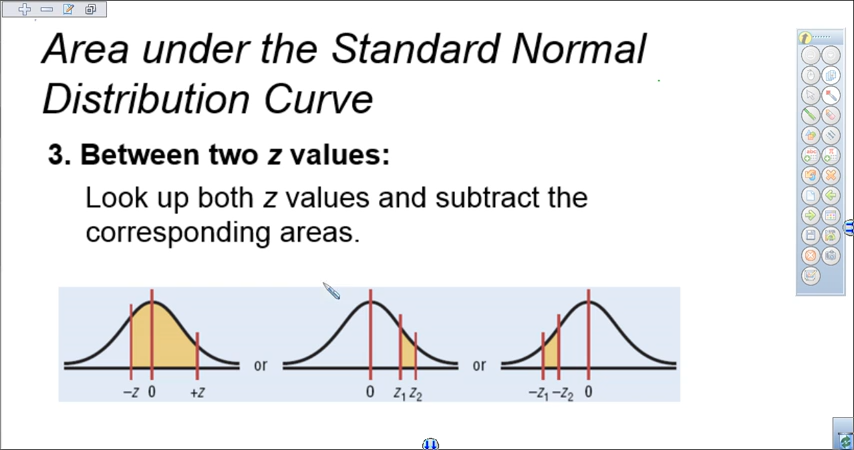 Area under the Standard Normal
Distribution Curve
3. Between two z values:
Look up both z values and subtract the
corresponding areas.
or
or
−z 0 +z
0 z₁ z₂
−z₁ −z₂ 0